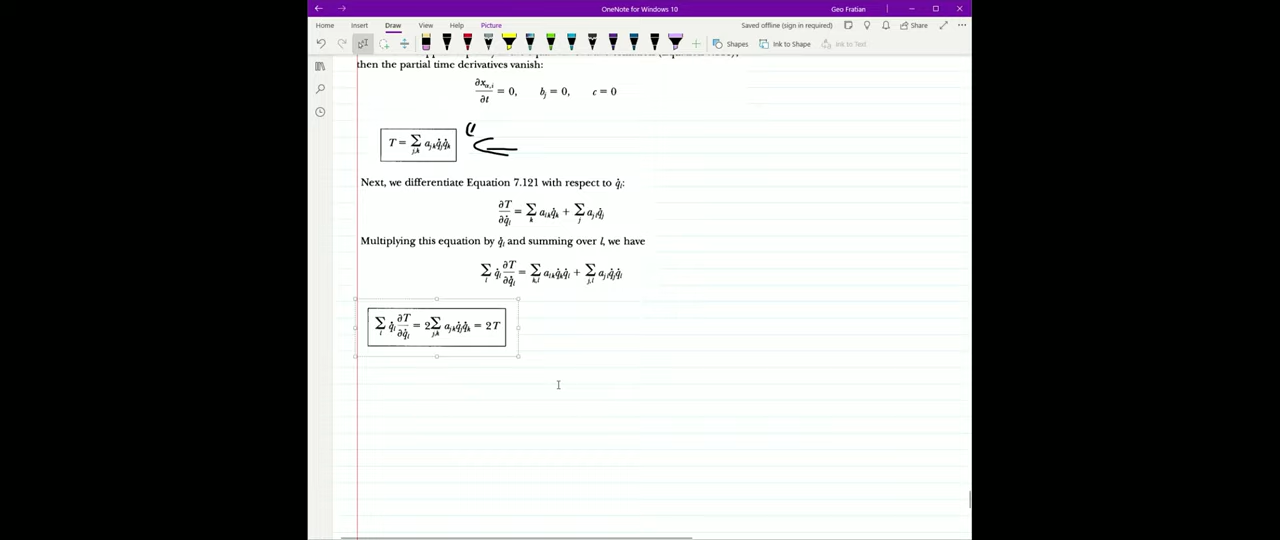 OneNote for Windows 10
Geo Fratian
Home Insert Draw View Help Picture
Saved offline (sign in required) Share
Shapes Ink to Shape Ink to Text
then the partial time derivatives vanish:
∂x_{α,i}/∂t = 0, b_j = 0, c = 0
T = ∑_{j,k} a_{jk}q̇_jq̇_k
Next, we differentiate Equation 7.121 with respect to q̇_l:
∂T/∂q̇_l = ∑_k a_{lk}q̇_k + ∑_j a_{jl}q̇_j
Multiplying this equation by q̇_l and summing over l, we have
∑_l q̇_l ∂T/∂q̇_l = ∑_{k,l} a_{lk}q̇_kq̇_l + ∑_{j,l} a_{jl}q̇_jq̇_l
∑_l q̇_l ∂T/∂q̇_l = 2∑_{j,k} a_{jk}q̇_jq̇_k = 2T